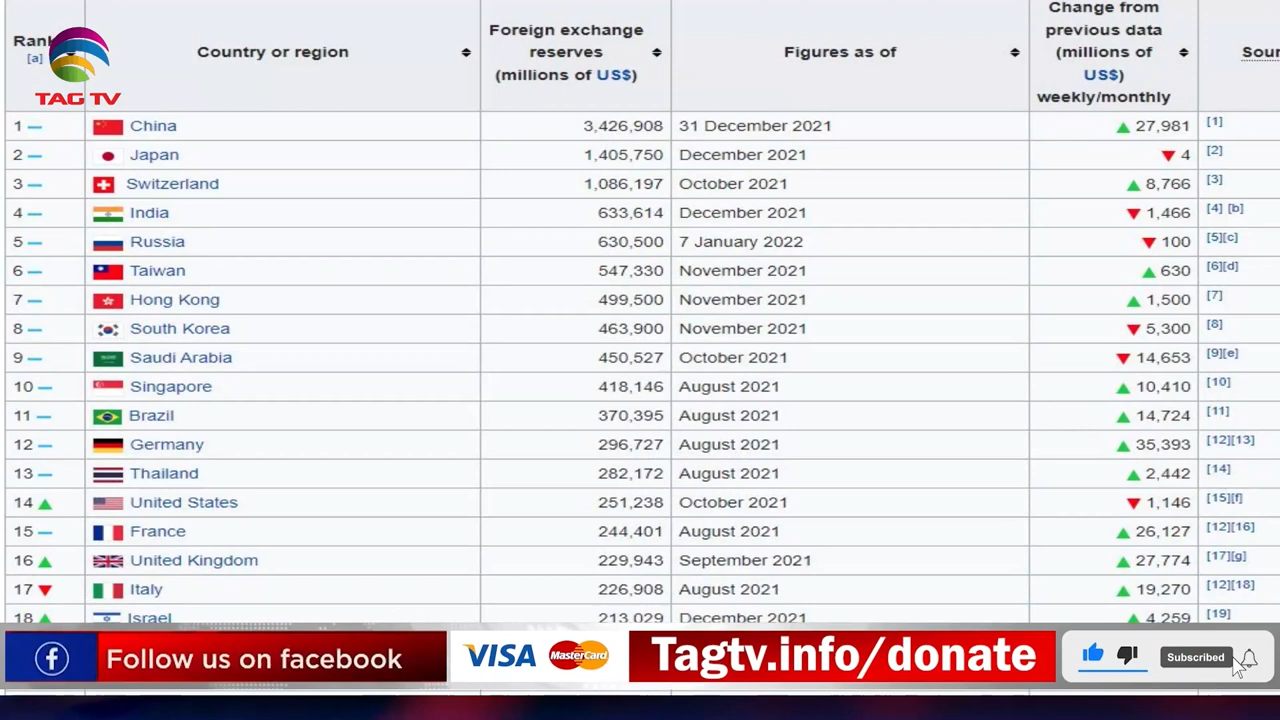 Rank
[a]
Country or region
Foreign exchange
reserves
(millions of US$)
Figures as of
Change from
previous data
(millions of
US$)
weekly/monthly
TAG TV
1 China 3,426,908 31 December 2021 ▲ 27,981 [1]
2 Japan 1,405,750 December 2021 ▼ 4 [2]
3 Switzerland 1,086,197 October 2021 ▲ 8,766 [3]
4 India 633,614 December 2021 ▼ 1,466 [4] [b]
5 Russia 630,500 7 January 2022 ▼ 100 [5][c]
6 Taiwan 547,330 November 2021 ▲ 630 [6][d]
7 Hong Kong 499,500 November 2021 ▲ 1,500 [7]
8 South Korea 463,900 November 2021 ▼ 5,300 [8]
9 Saudi Arabia 450,527 October 2021 ▼ 14,653 [9][e]
10 Singapore 418,146 August 2021 ▲ 10,410 [10]
11 Brazil 370,395 August 2021 ▲ 14,724 [11]
12 Germany 296,727 August 2021 ▲ 35,393 [12][13]
13 Thailand 282,172 August 2021 ▲ 2,442 [14]
14 ▲ United States 251,238 October 2021 ▼ 1,146 [15][f]
15 France 244,401 August 2021 ▲ 26,127 [12][16]
16 ▲ United Kingdom 229,943 September 2021 ▲ 27,774 [17][g]
17 ▼ Italy 226,908 August 2021 ▲ 19,270 [12][18]
18 ▲ Israel 213,029 December 2021 ▲ 4,259 [19]
Follow us on facebook
VISA MasterCard
Tagtv.info/donate
Subscribed